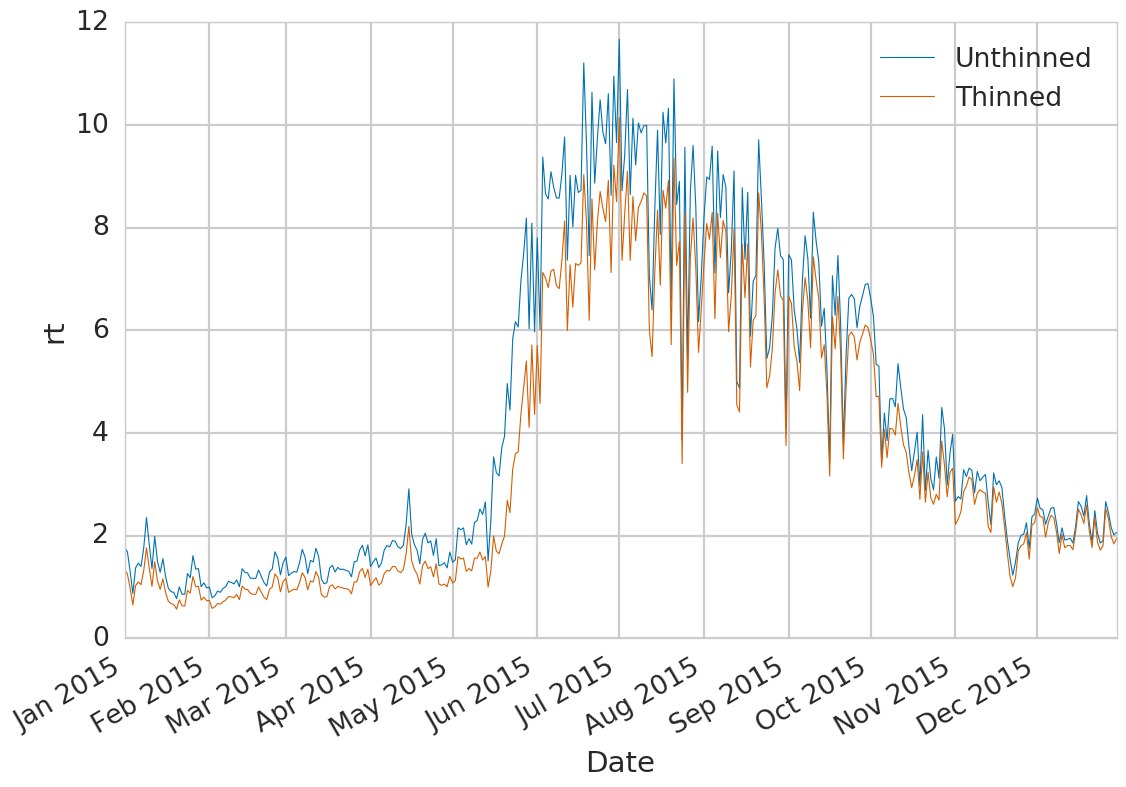 12
10
8
6
4
2
0
rt
Unthinned
Thinned
Jan 2015
Feb 2015
Mar 2015
Apr 2015
May 2015
Jun 2015
Jul 2015
Aug 2015
Sep 2015
Oct 2015
Nov 2015
Dec 2015
Date